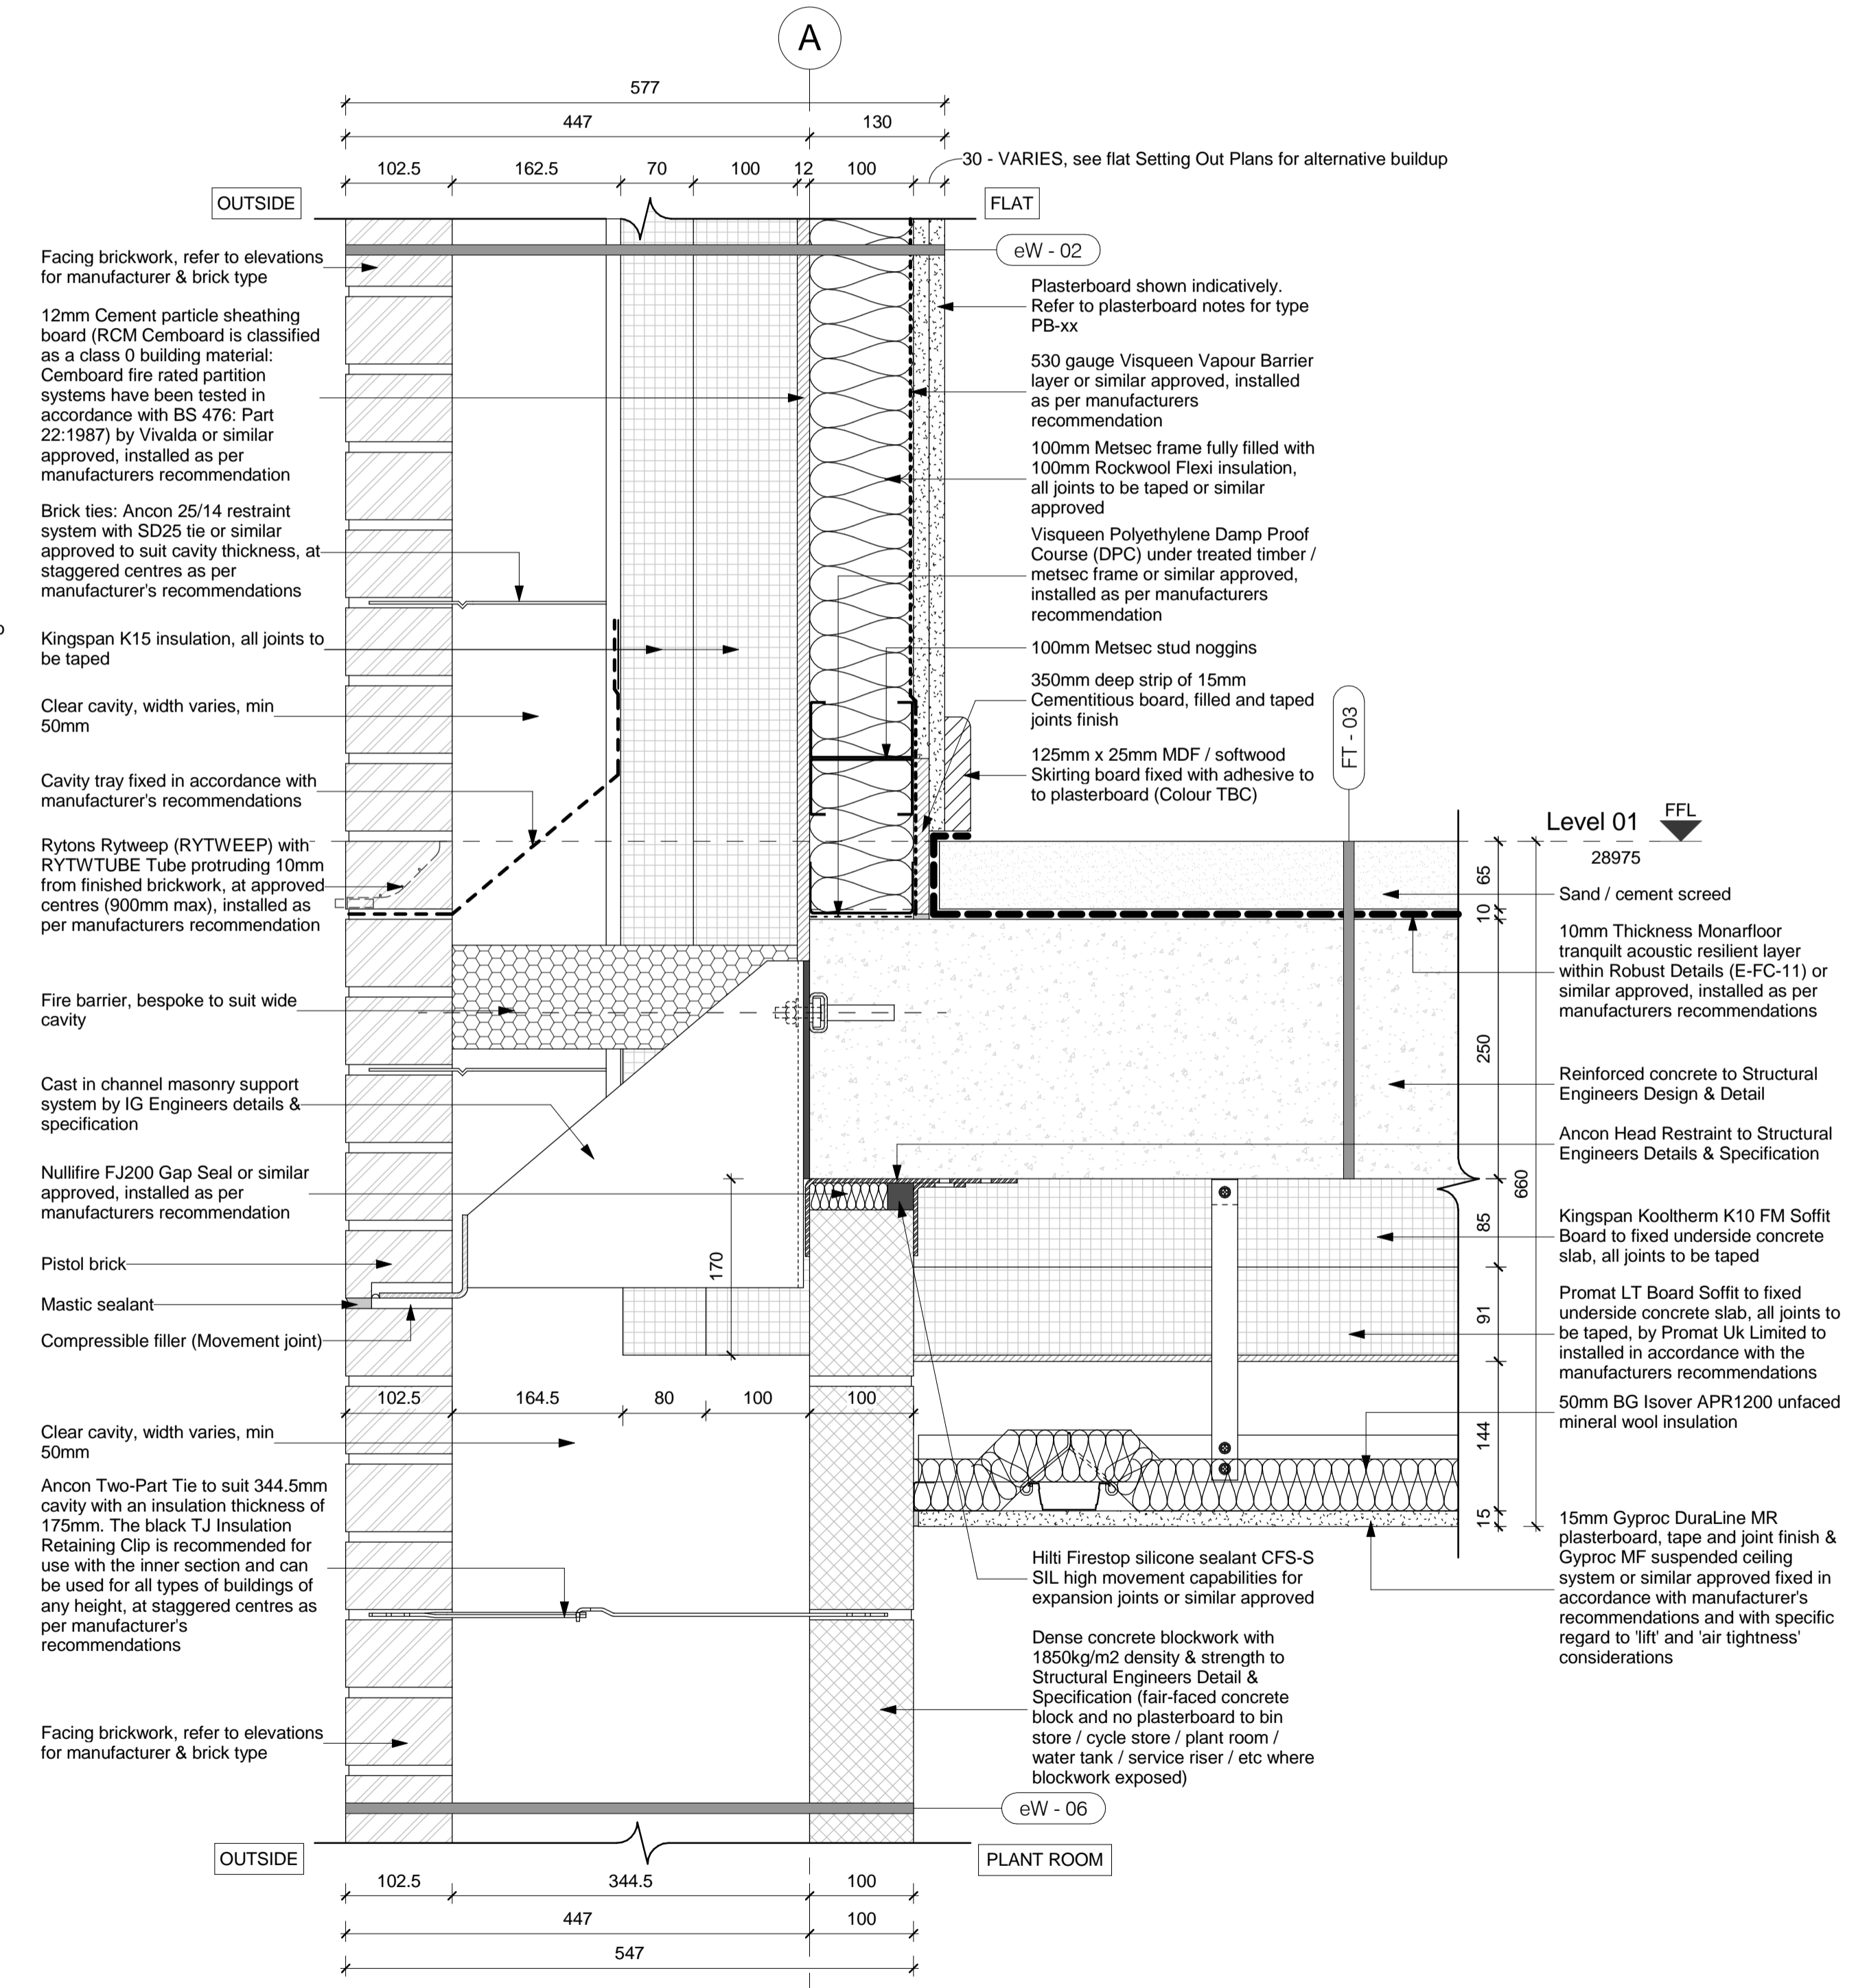 A
577
447
130
102.5
162.5
70
100
12
100
30 - VARIES, see flat Setting Out Plans for alternative buildup
OUTSIDE
FLAT
eW - 02
Facing brickwork, refer to elevations
for manufacturer & brick type
12mm Cement particle sheathing
board (RCM Cemboard is classified
as a class 0 building material:
Cemboard fire rated partition
systems have been tested in
accordance with BS 476: Part
22:1987) by Vivalda or similar
approved, installed as per
manufacturers recommendation
Brick ties: Ancon 25/14 restraint
system with SD25 tie or similar
approved to suit cavity thickness, at
staggered centres as per
manufacturer's recommendations
Kingspan K15 insulation, all joints to
be taped
Clear cavity, width varies, min
50mm
Cavity tray fixed in accordance with
manufacturer's recommendations
Rytons Rytweep (RYTWEEP) with
RYTWTUBE Tube protruding 10mm
from finished brickwork, at approved
centres (900mm max), installed as
per manufacturers recommendation
Fire barrier, bespoke to suit wide
cavity
Cast in channel masonry support
system by IG Engineers details &
specification
Nullifire FJ200 Gap Seal or similar
approved, installed as per
manufacturers recommendation
Pistol brick
Mastic sealant
Compressible filler (Movement joint)
Clear cavity, width varies, min
50mm
Ancon Two-Part Tie to suit 344.5mm
cavity with an insulation thickness of
175mm. The black TJ Insulation
Retaining Clip is recommended for
use with the inner section and can
be used for all types of buildings of
any height, at staggered centres as
per manufacturer's
recommendations
Facing brickwork, refer to elevations
for manufacturer & brick type
Plasterboard shown indicatively.
Refer to plasterboard notes for type
PB-xx
530 gauge Visqueen Vapour Barrier
layer or similar approved, installed
as per manufacturers
recommendation
100mm Metsec frame fully filled with
100mm Rockwool Flexi insulation,
all joints to be taped or similar
approved
Visqueen Polyethylene Damp Proof
Course (DPC) under treated timber /
metsec frame or similar approved,
installed as per manufacturers
recommendation
100mm Metsec stud noggins
350mm deep strip of 15mm
Cementitious board, filled and taped
joints finish
125mm x 25mm MDF / softwood
Skirting board fixed with adhesive to
to plasterboard (Colour TBC)
FT - 03
Level 01
FFL
28975
65
10
250
660
85
91
144
15
170
Sand / cement screed
10mm Thickness Monarfloor
tranquilt acoustic resilient layer
within Robust Details (E-FC-11) or
similar approved, installed as per
manufacturers recommendations
Reinforced concrete to Structural
Engineers Design & Detail
Ancon Head Restraint to Structural
Engineers Details & Specification
Kingspan Kooltherm K10 FM Soffit
Board to fixed underside concrete
slab, all joints to be taped
Promat LT Board Soffit to fixed
underside concrete slab, all joints to
be taped, by Promat Uk Limited to
installed in accordance with the
manufacturers recommendations
50mm BG Isover APR1200 unfaced
mineral wool insulation
15mm Gyproc DuraLine MR
plasterboard, tape and joint finish &
Gyproc MF suspended ceiling
system or similar approved fixed in
accordance with manufacturer's
recommendations and with specific
regard to 'lift' and 'air tightness'
considerations
102.5
164.5
80
100
100
Hilti Firestop silicone sealant CFS-S
SIL high movement capabilities for
expansion joints or similar approved
Dense concrete blockwork with
1850kg/m2 density & strength to
Structural Engineers Detail &
Specification (fair-faced concrete
block and no plasterboard to bin
store / cycle store / plant room /
water tank / service riser / etc where
blockwork exposed)
eW - 06
OUTSIDE
PLANT ROOM
102.5
344.5
100
447
100
547